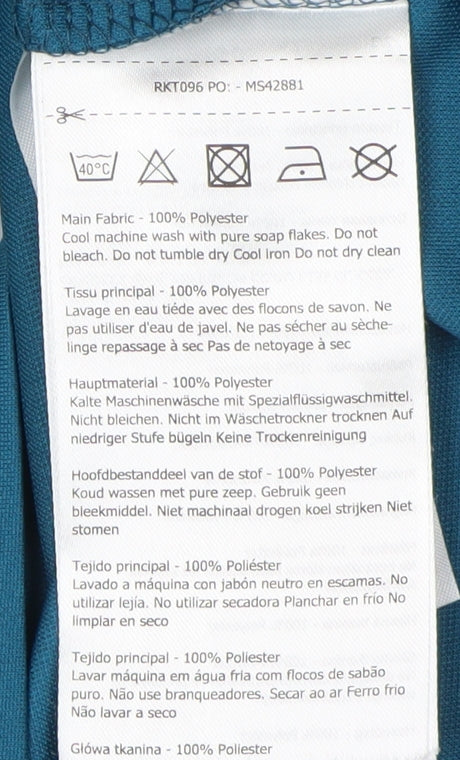 RKT096 PO: - MS42881
40°C
Main Fabric - 100% Polyester
Cool machine wash with pure soap flakes. Do not
bleach. Do not tumble dry Cool iron Do not dry clean
Tissu principal - 100% Polyester
Lavage en eau tiéde avec des flocons de savon. Ne
pas utiliser d'eau de javel. Ne pas sécher au sèche-
linge repassage à sec Pas de netoyage à sec
Hauptmaterial - 100% Polyester
Kalte Maschinenwäsche mit Spezialflüssigwaschmittel.
Nicht bleichen. Nicht im Wäschetrockner trocknen Auf
niedriger Stufe bügeln Keine Trockenreinigung
Hoofdbestanddeel van de stof - 100% Polyester
Koud wassen met pure zeep. Gebruik geen
bleekmiddel. Niet machinaal drogen koel strijken Niet
stomen
Tejido principal - 100% Poliéster
Lavado a máquina con jabón neutro en escamas. No
utilizar lejía. No utilizar secadora Planchar en frío No
limplar en seco
Tejido principal - 100% Polyester
Lavar máquina em água fria com flocos de sabão
puro. Não use branqueadores. Secar ao ar Ferro frio
Não lavar a seco
Główa tkanina - 100% Polyester